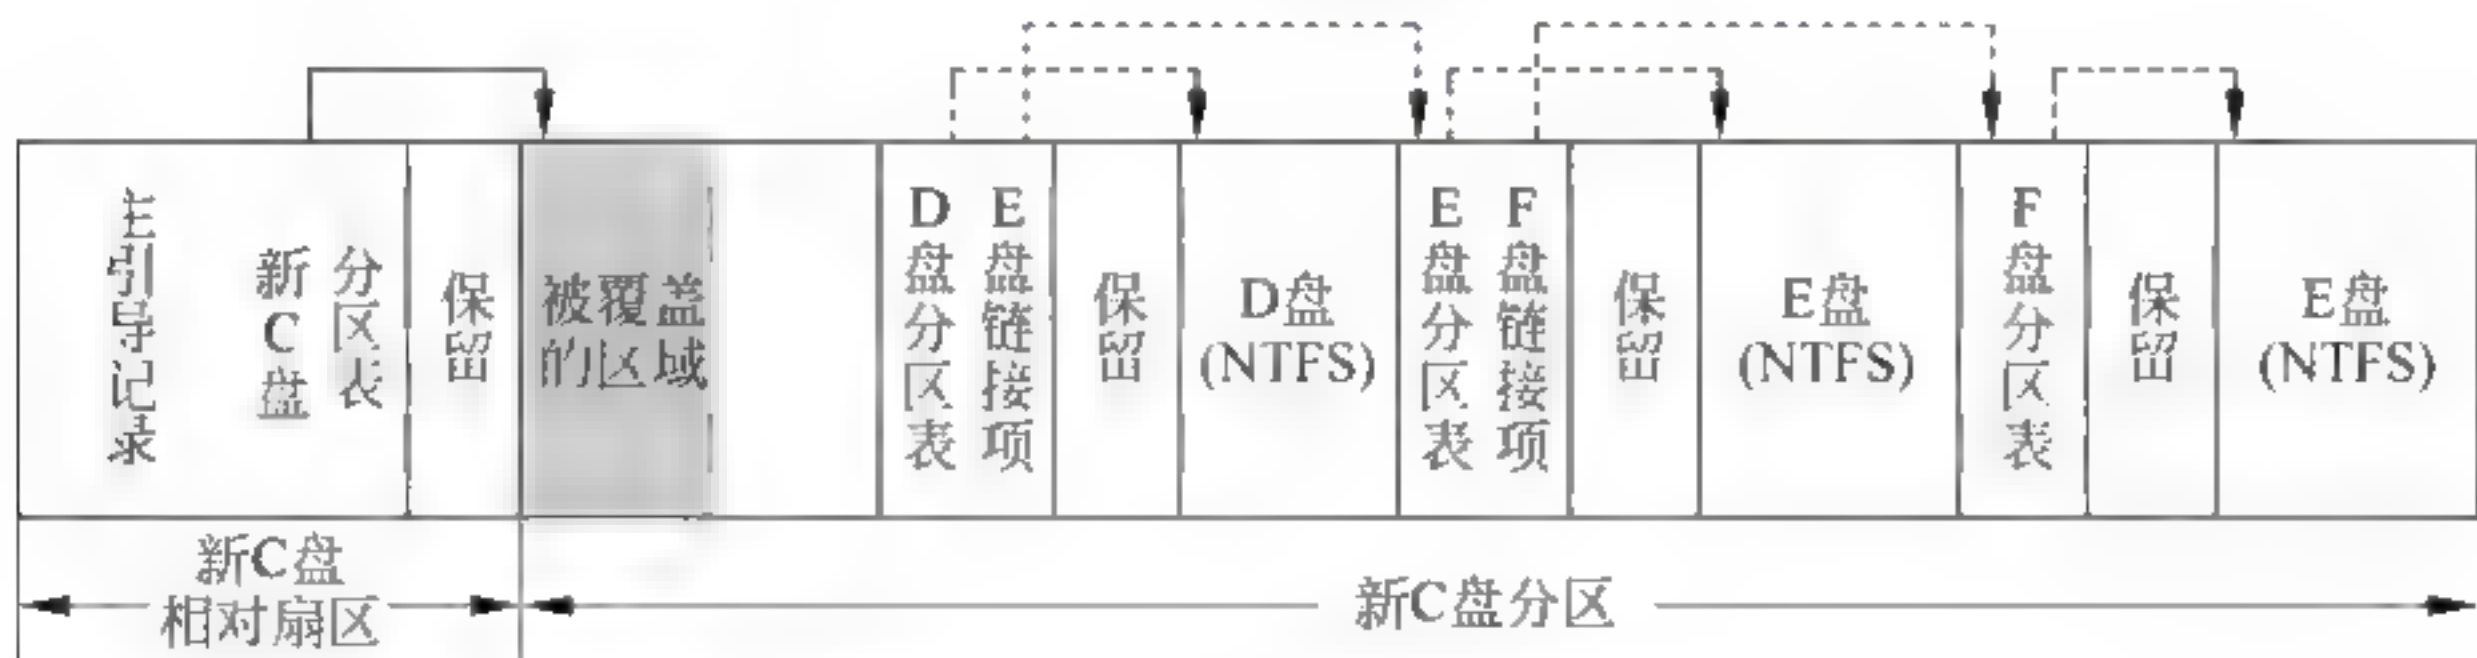 主引导记录
新C盘
分区表
保留
被覆盖
的区域
D盘分区表
E盘链接项
保留
D盘
(NTFS)
E盘分区表
F盘链接项
保留
E盘
(NTFS)
F盘分区表
保留
E盘
(NTFS)
新C盘
相对扇区
新C盘分区